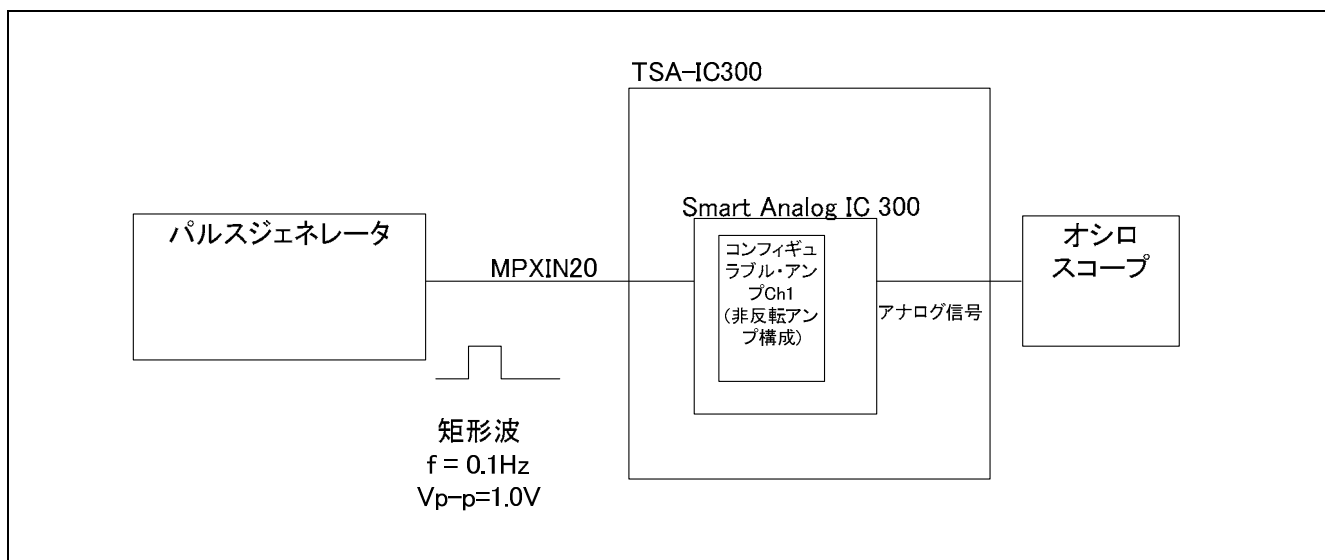 TSA-IC300
Smart Analog IC 300
パルスジェネレータ
MPXIN20
コンフィギュ
ラブル・アン
プCh1
(非反転アン
プ構成)
アナログ信号
オシロ
スコープ
矩形波
f = 0.1Hz
Vp-p=1.0V